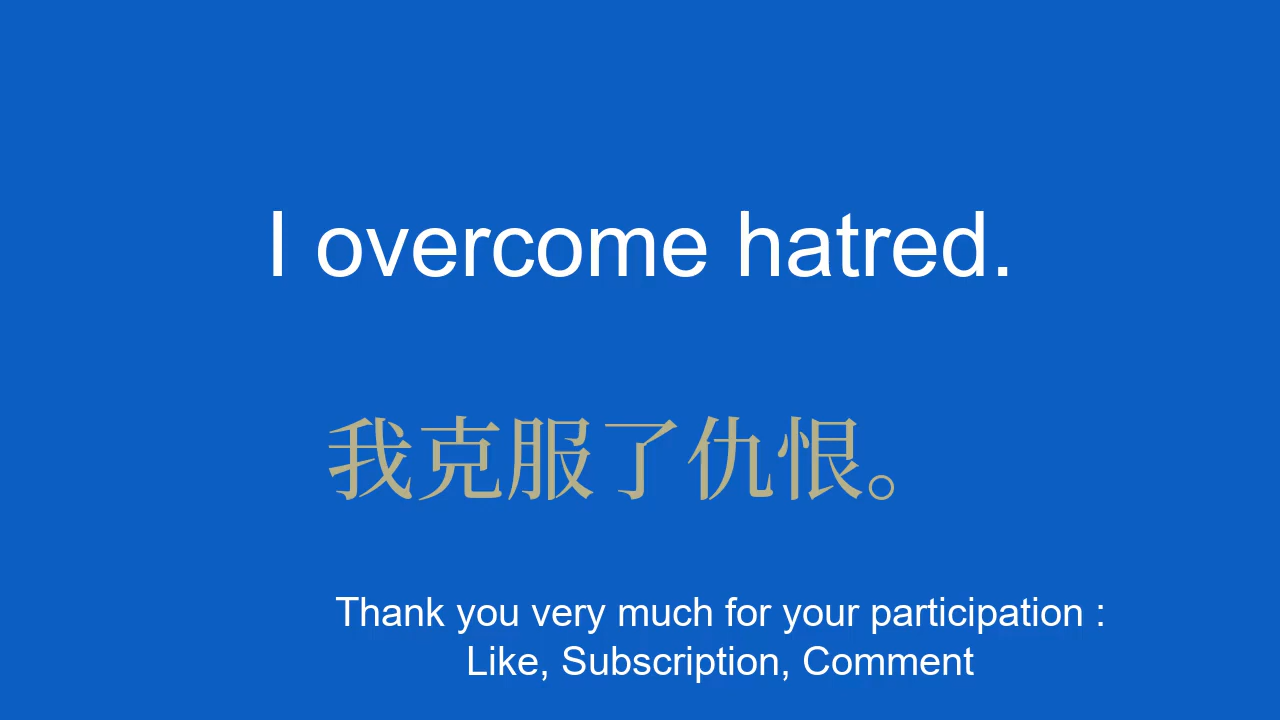 I overcome hatred.
我克服了仇恨。
Thank you very much for your participation :
Like, Subscription, Comment